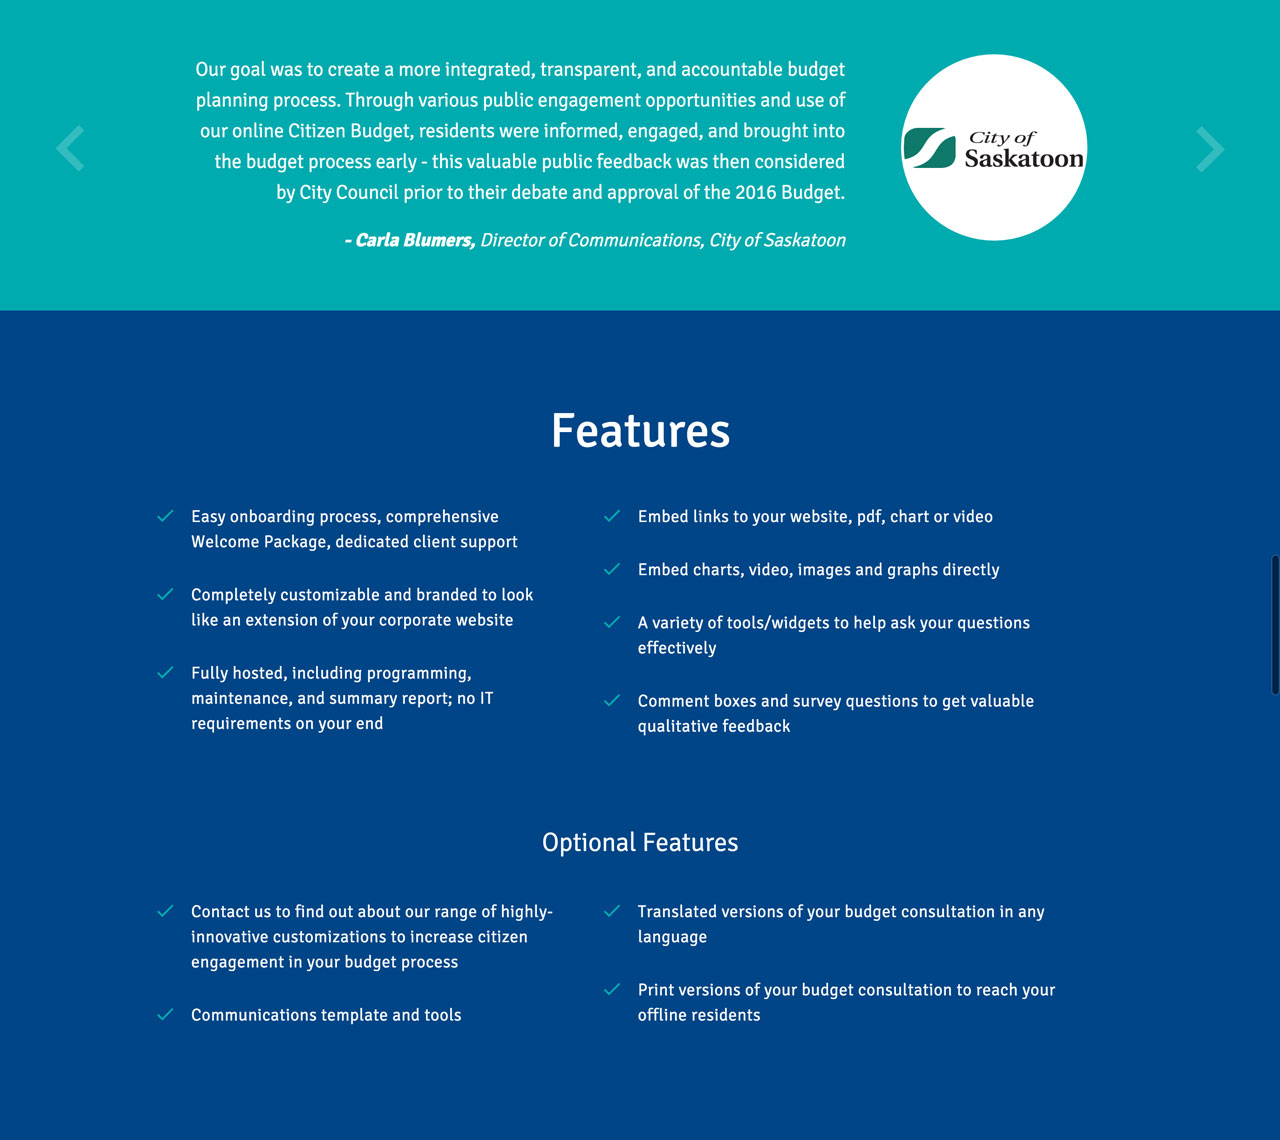 Our goal was to create a more integrated, transparent, and accountable budget
planning process. Through various public engagement opportunities and use of
our online Citizen Budget, residents were informed, engaged, and brought into
the budget process early - this valuable public feedback was then considered
by City Council prior to their debate and approval of the 2016 Budget.
- Carla Blumers, Director of Communications, City of Saskatoon
City of
Saskatoon
Features
Easy onboarding process, comprehensive
Welcome Package, dedicated client support
Completely customizable and branded to look
like an extension of your corporate website
Fully hosted, including programming,
maintenance, and summary report; no IT
requirements on your end
Embed links to your website, pdf, chart or video
Embed charts, video, images and graphs directly
A variety of tools/widgets to help ask your questions
effectively
Comment boxes and survey questions to get valuable
qualitative feedback
Optional Features
Contact us to find out about our range of highly-
innovative customizations to increase citizen
engagement in your budget process
Communications template and tools
Translated versions of your budget consultation in any
language
Print versions of your budget consultation to reach your
offline residents